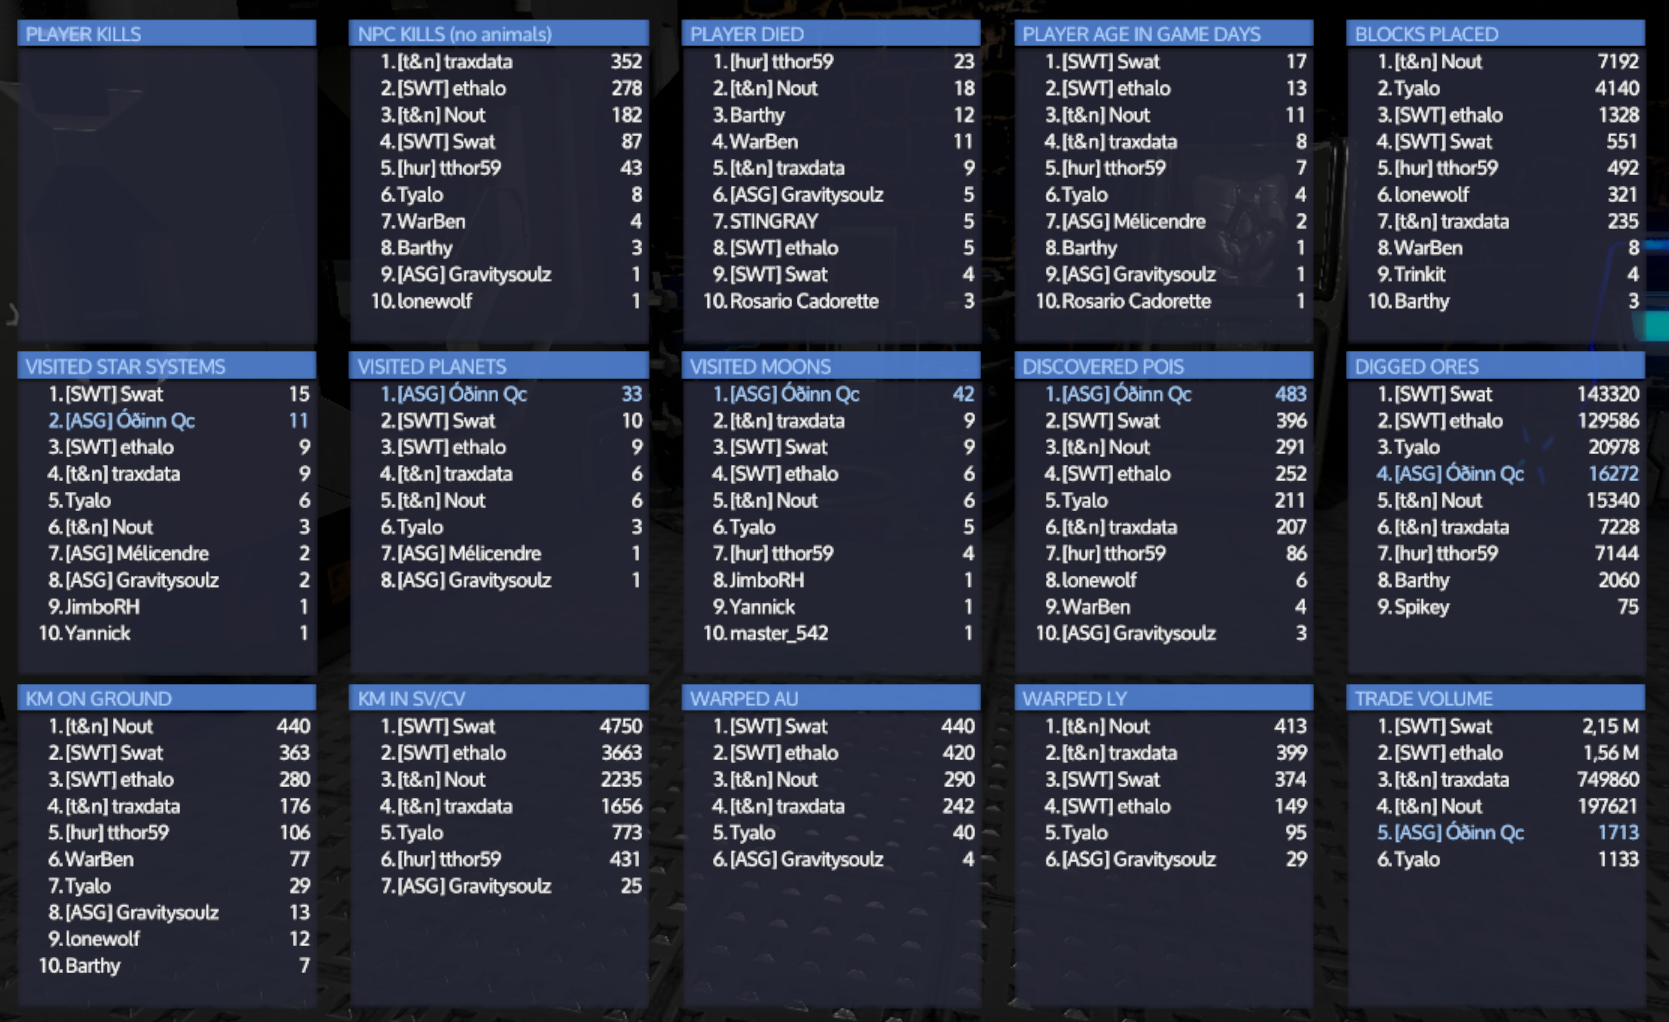 PLAYER KILLS
NPC KILLS (no animals)
1. [t&n] traxdata 352
2. [SWT] ethalo 278
3. [t&n] Nout 182
4. [SWT] Swat 87
5. [hur] tthor59 43
6. Tyalo 8
7. WarBen 4
8. Barthy 3
9. [ASG] Gravitysoulz 1
10. lonewolf 1
PLAYER DIED
1. [hur] tthor59 23
2. [t&n] Nout 18
3. Barthy 12
4. WarBen 11
5. [t&n] traxdata 9
6. [ASG] Gravitysoulz 5
7. STINGRAY 5
8. [SWT] ethalo 5
9. [SWT] Swat 4
10. Rosario Cadorette 3
PLAYER AGE IN GAME DAYS
1. [SWT] Swat 17
2. [SWT] ethalo 13
3. [t&n] Nout 11
4. [t&n] traxdata 8
5. [hur] tthor59 7
6. Tyalo 4
7. [ASG] Mélicendre 2
8. Barthy 1
9. [ASG] Gravitysoulz 1
10. Rosario Cadorette 1
BLOCKS PLACED
1. [t&n] Nout 7192
2. Tyalo 4140
3. [SWT] ethalo 1328
4. [SWT] Swat 551
5. [hur] tthor59 492
6. lonewolf 321
7. [t&n] traxdata 235
8. WarBen 8
9. Trinkit 4
10. Barthy 3
VISITED STAR SYSTEMS
1. [SWT] Swat 15
2. [ASG] Óðinn Qc 11
3. [SWT] ethalo 9
4. [t&n] traxdata 9
5. Tyalo 6
6. [t&n] Nout 3
7. [ASG] Mélicendre 2
8. [ASG] Gravitysoulz 2
9. JimboRH 1
10. Yannick 1
VISITED PLANETS
1. [ASG] Óðinn Qc 33
2. [SWT] Swat 10
3. [SWT] ethalo 9
4. [t&n] traxdata 6
5. [t&n] Nout 6
6. Tyalo 3
7. [ASG] Mélicendre 1
8. [ASG] Gravitysoulz 1
VISITED MOONS
1. [ASG] Óðinn Qc 42
2. [t&n] traxdata 9
3. [SWT] Swat 9
4. [SWT] ethalo 6
5. [t&n] Nout 6
6. Tyalo 5
7. [hur] tthor59 4
8. JimboRH 1
9. Yannick 1
10. master_542 1
DISCOVERED POIS
1. [ASG] Óðinn Qc 483
2. [SWT] Swat 396
3. [t&n] Nout 291
4. [SWT] ethalo 252
5. Tyalo 211
6. [t&n] traxdata 207
7. [hur] tthor59 86
8. lonewolf 6
9. WarBen 4
10. [ASG] Gravitysoulz 3
DIGGED ORES
1. [SWT] Swat 143320
2. [SWT] ethalo 129586
3. Tyalo 20978
4. [ASG] Óðinn Qc 16272
5. [t&n] Nout 15340
6. [t&n] traxdata 7228
7. [hur] tthor59 7144
8. Barthy 2060
9. Spikey 75
KM ON GROUND
1. [t&n] Nout 440
2. [SWT] Swat 363
3. [SWT] ethalo 280
4. [t&n] traxdata 176
5. [hur] tthor59 106
6. WarBen 77
7. Tyalo 29
8. [ASG] Gravitysoulz 13
9. lonewolf 12
10. Barthy 7
KM IN SV/CV
1. [SWT] Swat 4750
2. [SWT] ethalo 3663
3. [t&n] Nout 2235
4. [t&n] traxdata 1656
5. Tyalo 773
6. [hur] tthor59 431
7. [ASG] Gravitysoulz 25
WARPED AU
1. [SWT] Swat 440
2. [SWT] ethalo 420
3. [t&n] Nout 290
4. [t&n] traxdata 242
5. Tyalo 40
6. [ASG] Gravitysoulz 4
WARPED LY
1. [t&n] Nout 413
2. [t&n] traxdata 399
3. [SWT] Swat 374
4. [SWT] ethalo 149
5. Tyalo 95
6. [ASG] Gravitysoulz 29
TRADE VOLUME
1. [SWT] Swat 2,15 M
2. [SWT] ethalo 1,56 M
3. [t&n] traxdata 749860
4. [t&n] Nout 197621
5. [ASG] Óðinn Qc 1713
6. Tyalo 1133